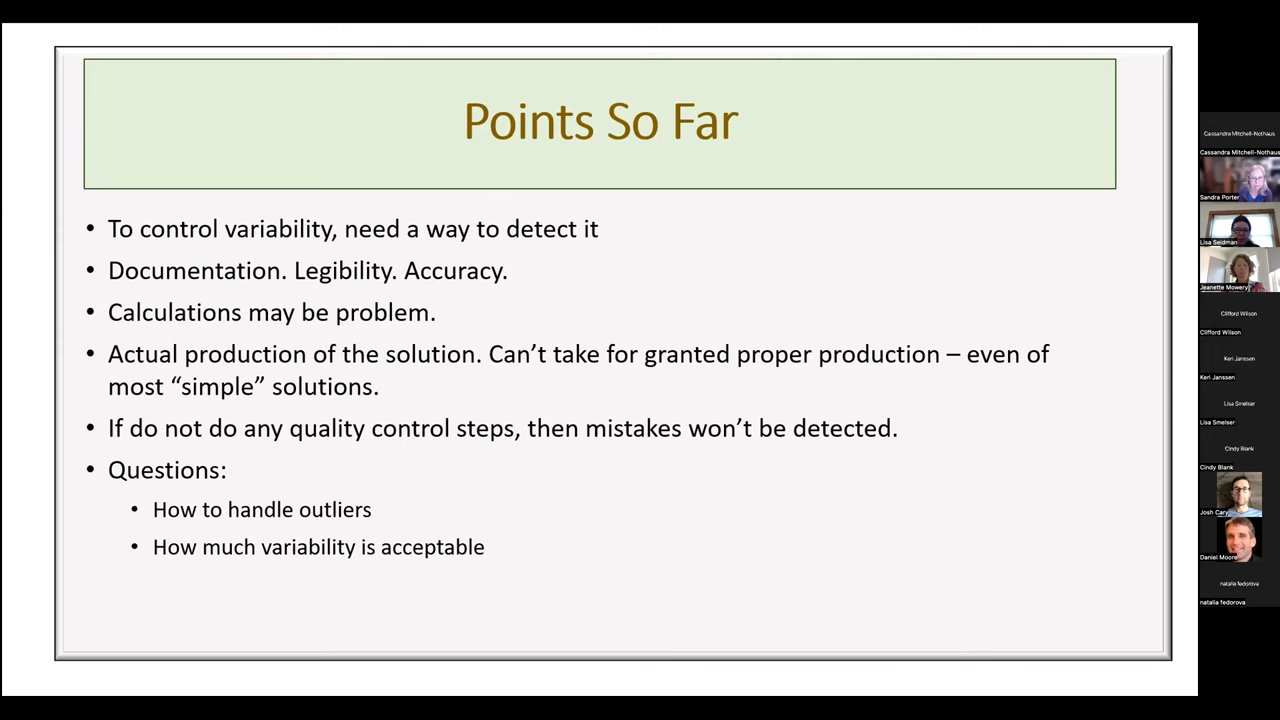 Points So Far
• To control variability, need a way to detect it
• Documentation. Legibility. Accuracy.
• Calculations may be problem.
• Actual production of the solution. Can’t take for granted proper production – even of
most “simple” solutions.
• If do not do any quality control steps, then mistakes won’t be detected.
• Questions:
• How to handle outliers
• How much variability is acceptable
Cassandra Mitchell-Nothaus
Cassandra Mitchell-Nothaus
Sandra Porter
Lisa Seidman
Jeanette Mowery
Clifford Wilson
Clifford Wilson
Keri Janssen
Keri Janssen
Lisa Smelser
Lisa Smelser
Cindy Blank
Cindy Blank
Josh Cary
Daniel Moore
natalia fedorova
natalia fedorova